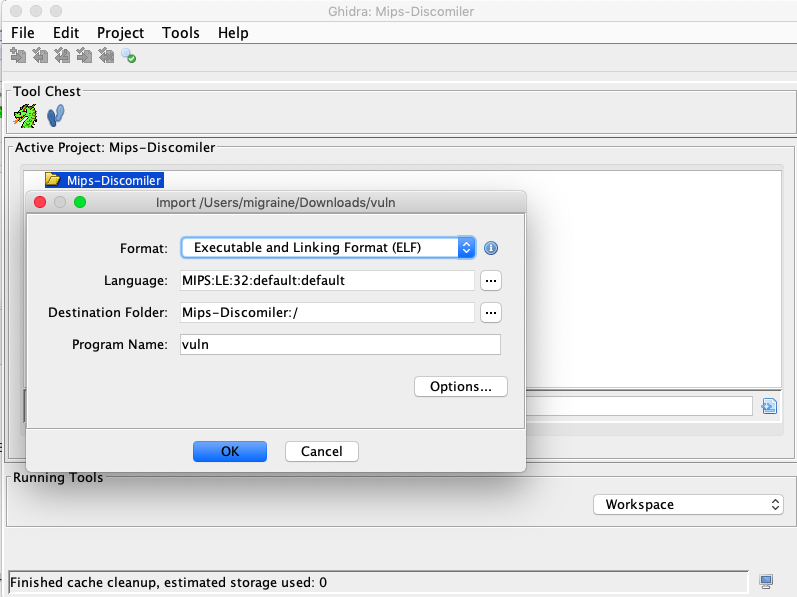 Ghidra: Mips-Discomiler
File Edit Project Tools Help
Tool Chest
Active Project: Mips-Discomiler
Mips-Discomiler
Import /Users/migraine/Downloads/vuln
Format: Executable and Linking Format (ELF)
Language: MIPS:LE:32:default:default ...
Destination Folder: Mips-Discomiler:/ ...
Program Name: vuln
Options...
OK Cancel
Running Tools
Workspace
Finished cache cleanup, estimated storage used: 0